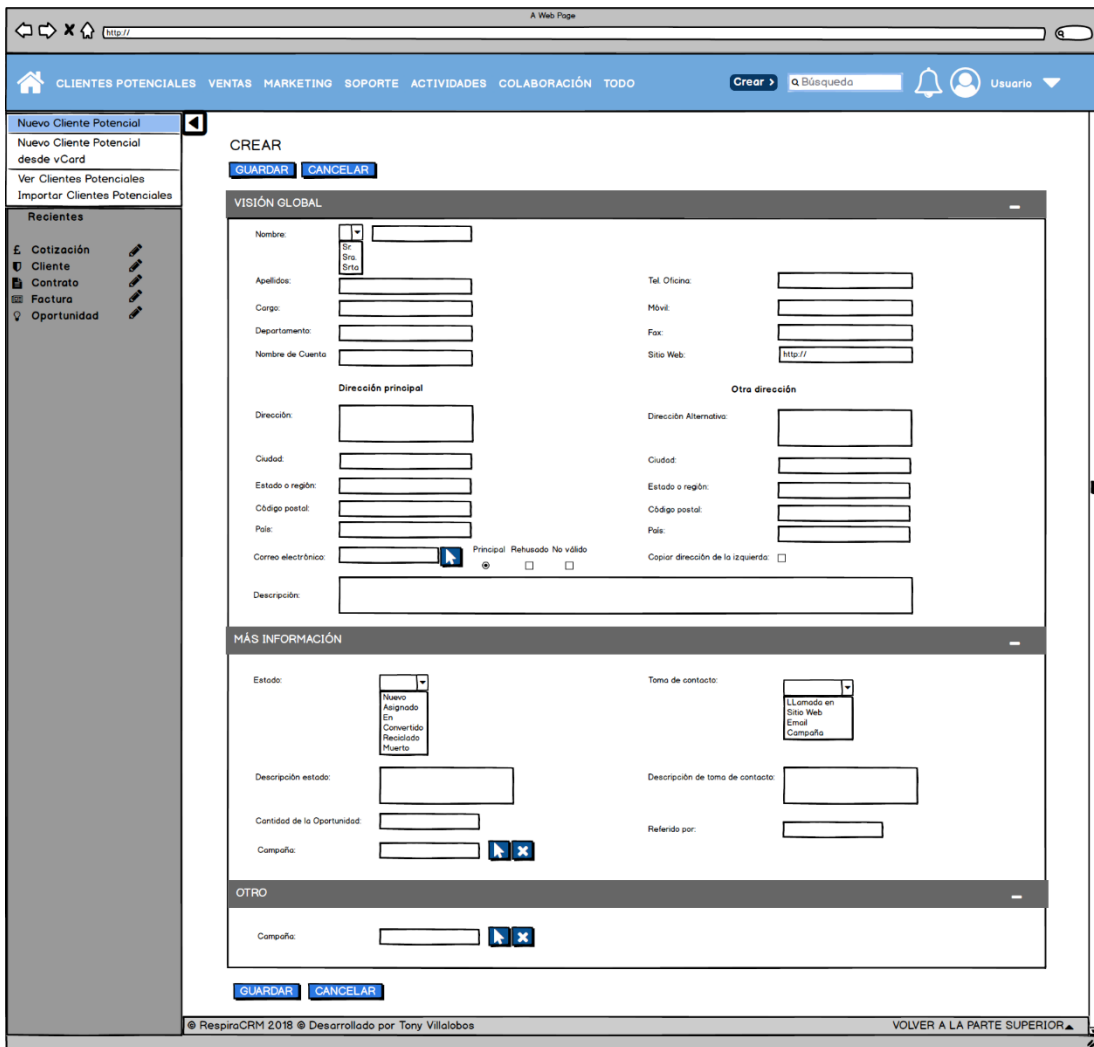 A Web Page
http://
CLIENTES POTENCIALES VENTAS MARKETING SOPORTE ACTIVIDADES COLABORACIÓN TODO Crear Búsqueda Usuario
Nuevo Cliente Potencial
Nuevo Cliente Potencial
desde vCard
Ver Clientes Potenciales
Importar Clientes Potenciales
Recientes
£ Cotización
Cliente
Contrato
Factura
Oportunidad
CREAR
GUARDAR CANCELAR
VISIÓN GLOBAL
Nombre:
Sr.
Sra.
Srta
Apellidos: Tel. Oficina:
Cargo: Móvil:
Departamento: Fax:
Nombre de Cuenta Sitio Web: http://
Dirección principal Otra dirección
Dirección: Dirección Alternativa:
Ciudad: Ciudad:
Estado o región: Estado o región:
Código postal: Código postal:
País: País:
Correo electrónico: Principal Rehusado No válido Copiar dirección de la izquierda:
Descripción:
MÁS INFORMACIÓN
Estado: Toma de contacto:
Nuevo
Asignado
En
Convertido
Reciclado
Muerto
LLamada en
Sitio Web
Email
Campaña
Descripción estado: Descripción de toma de contacto:
Cantidad de la Oportunidad:
Referido por:
Campaña:
OTRO
Campaña:
GUARDAR CANCELAR
© RespiraCRM 2018 © Desarrollado por Tony Villalobos VOLVER A LA PARTE SUPERIOR